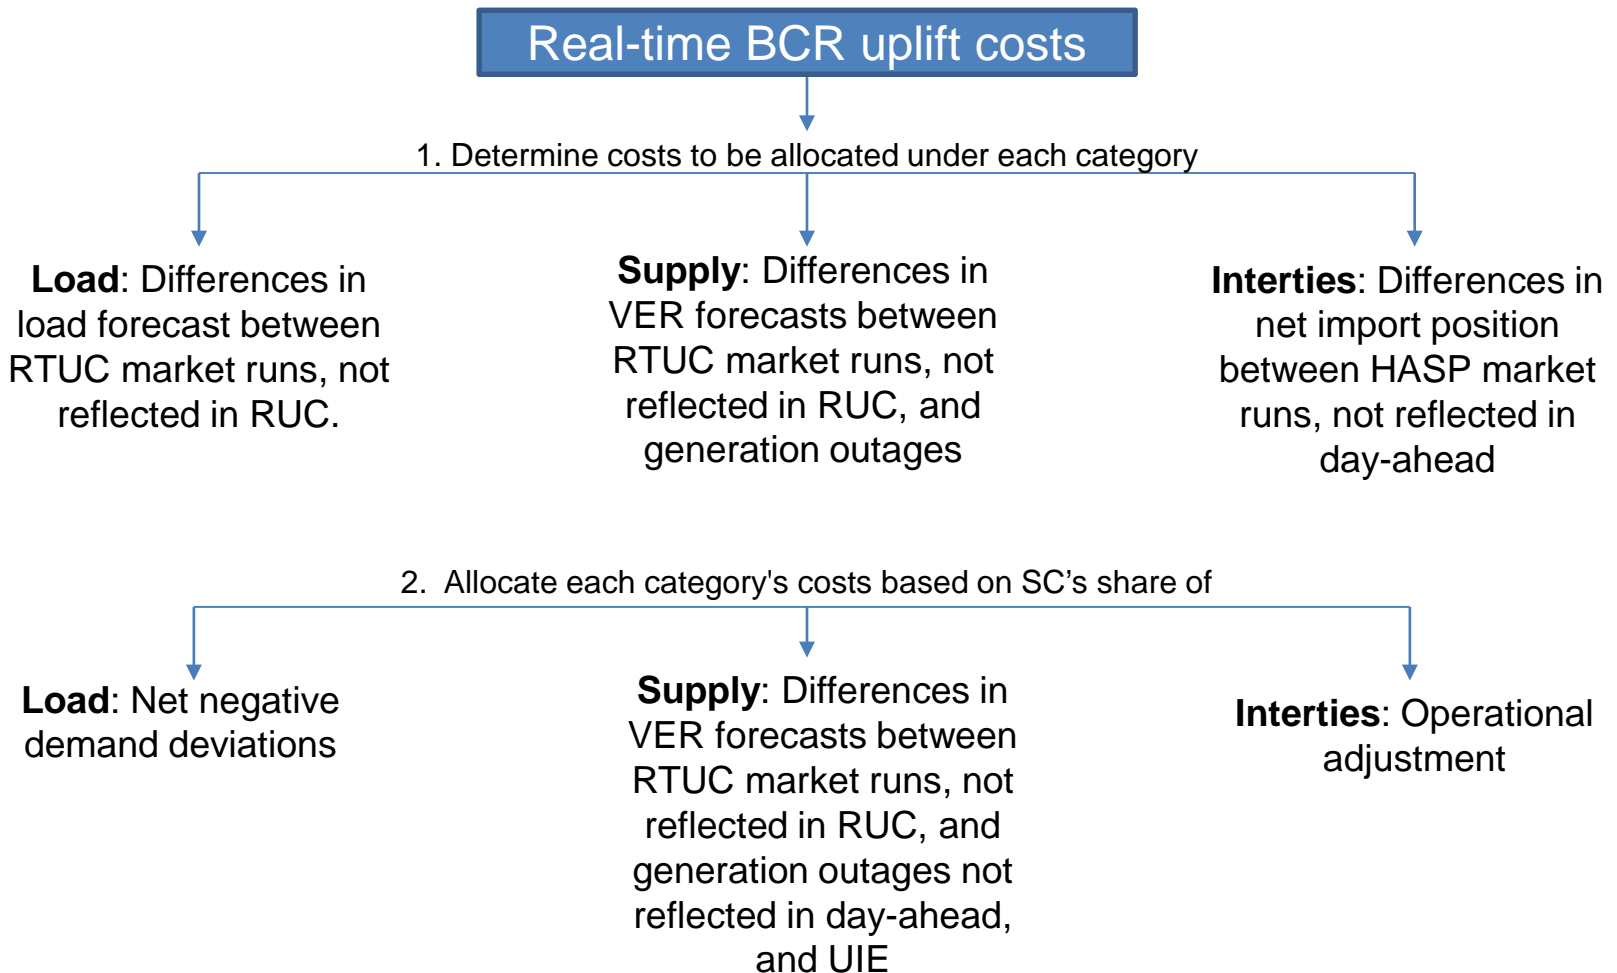 Real-time BCR uplift costs
1. Determine costs to be allocated under each category
Load: Differences in
load forecast between
RTUC market runs, not
reflected in RUC.
Supply: Differences in
VER forecasts between
RTUC market runs, not
reflected in RUC, and
generation outages
Interties: Differences in
net import position
between HASP market
runs, not reflected in
day-ahead
2. Allocate each category's costs based on SC’s share of
Load: Net negative
demand deviations
Supply: Differences in
VER forecasts between
RTUC market runs, not
reflected in RUC, and
generation outages not
reflected in day-ahead,
and UIE
Interties: Operational
adjustment